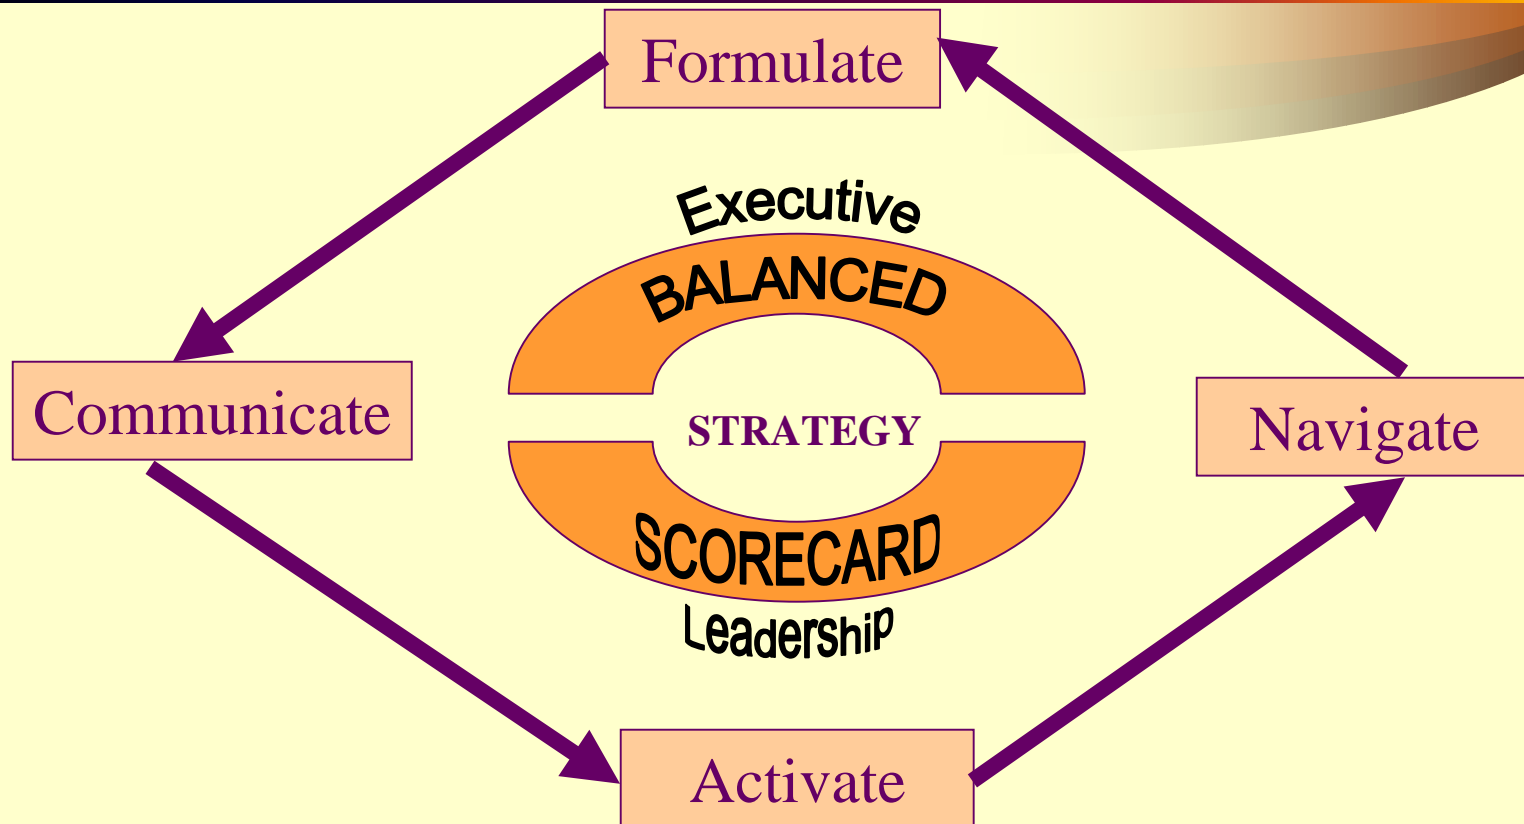 Formulate
Executive
BALANCED
Communicate
STRATEGY
Navigate
SCORECARD
Leadership
Activate